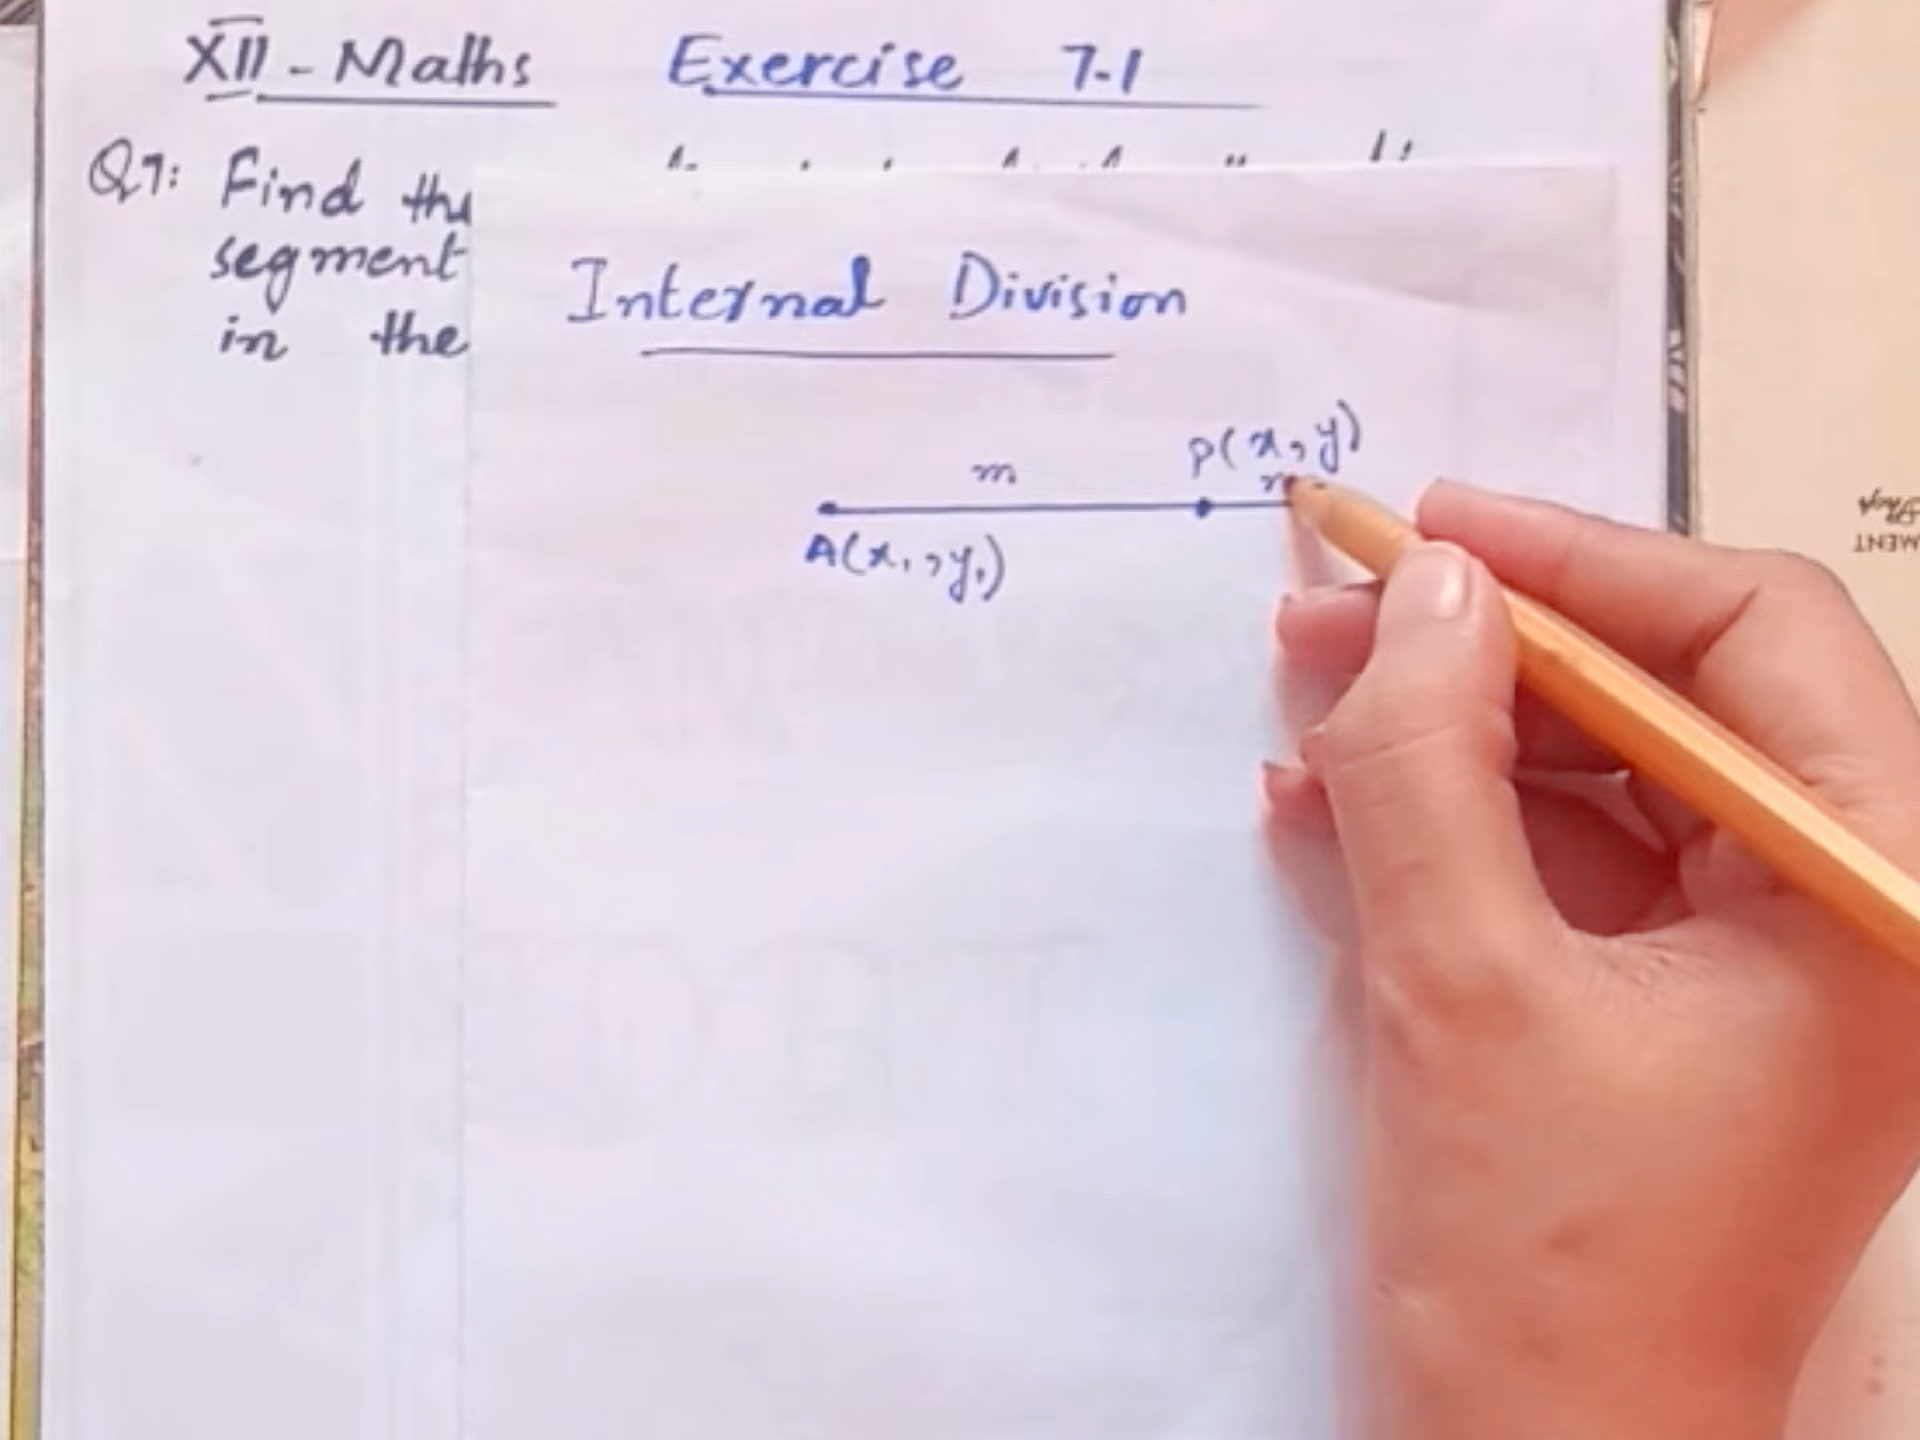 XII - Maths Exercise 7.1
Q7: Find the
segment
in the
Internal Division
P(x, y)
m
A(x₁, y₁)